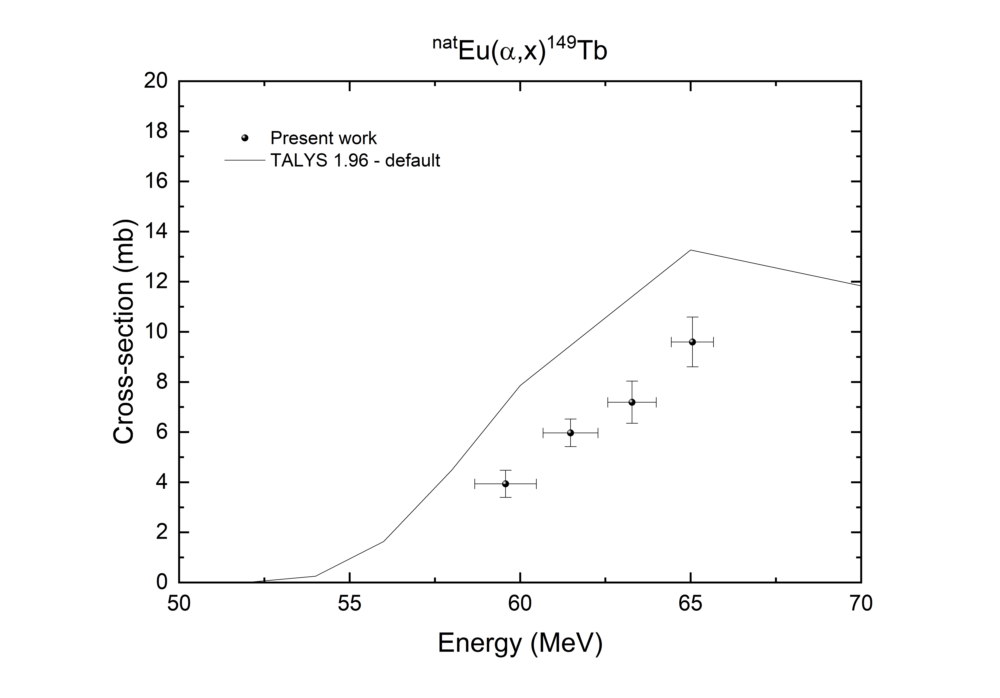 natEu(α,x)149Tb
20
18
16
14
12
10
8
6
4
2
0
Present work
TALYS 1.96 - default
Cross-section (mb)
50 55 60 65 70
Energy (MeV)